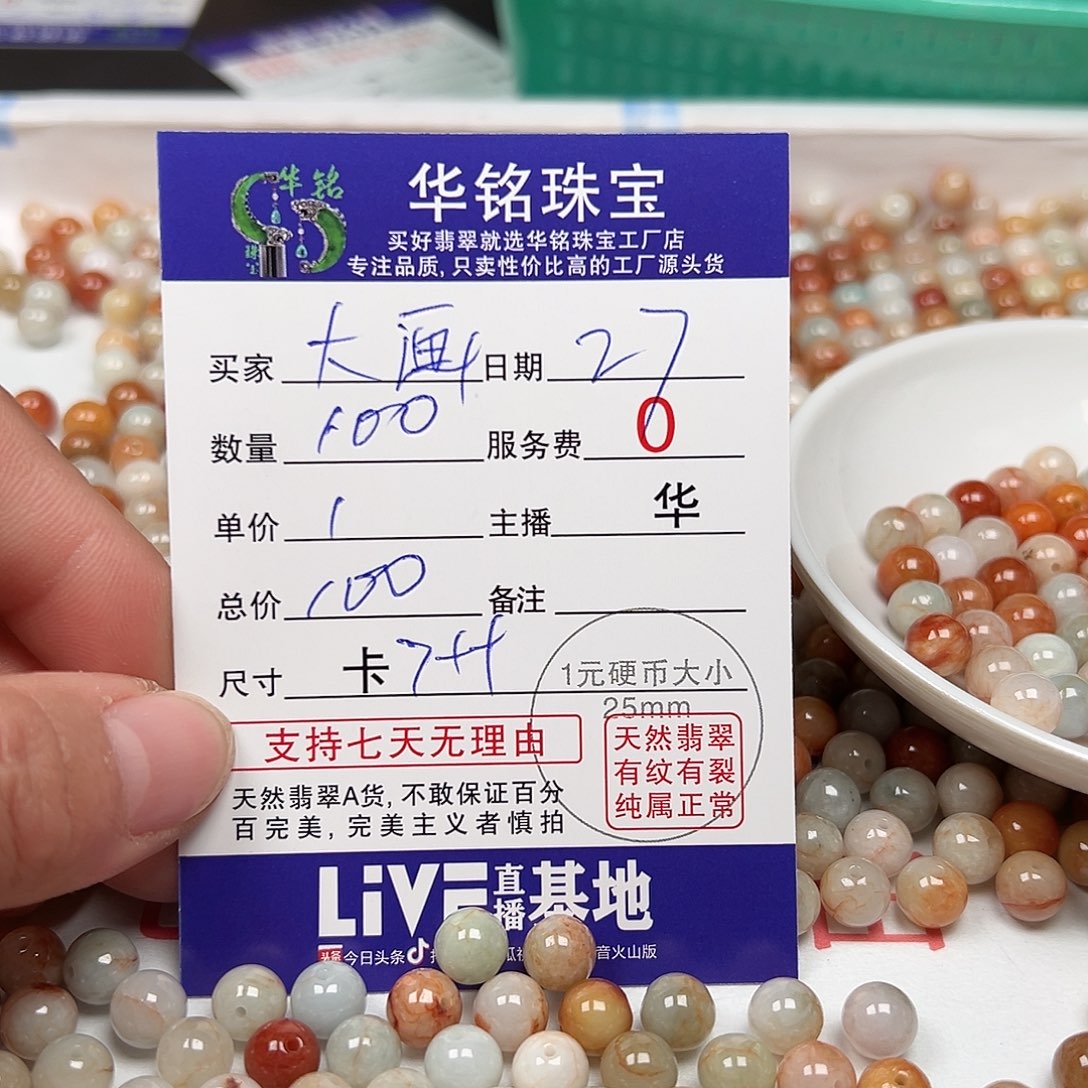 华铭
珠宝
华铭珠宝
买好翡翠就选华铭珠宝工厂店
专注品质,只卖性价比高的工厂源头货
买家 大画 日期 27
数量 100 服务费 0
单价 1 主播 华
总价 100 备注
尺寸 卡7+
1元硬币大小
25mm
支持七天无理由
天然翡翠
有纹有裂
纯属正常
天然翡翠A货,不敢保证百分
百完美,完美主义者慎拍
LiVE直播基地
头条 今日头条
音火山版